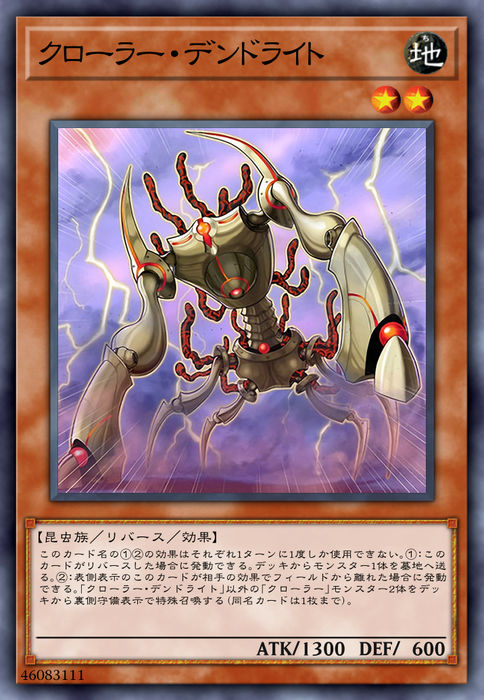 クローラー・デンドライト
ち
地
【昆虫族／リバース／効果】
このカード名の①②の効果はそれぞれ1ターンに1度しか使用できない。①：この
カードがリバースした場合に発動できる。デッキからモンスター1体を墓地へ送
る。②：表側表示のこのカードが相手の効果でフィールドから離れた場合に発動
できる。「クローラー・デンドライト」以外の「クローラー」モンスター2体をデッ
キから裏側守備表示で特殊召喚する(同名カードは1枚まで)。
ATK/1300 DEF/ 600
46083111